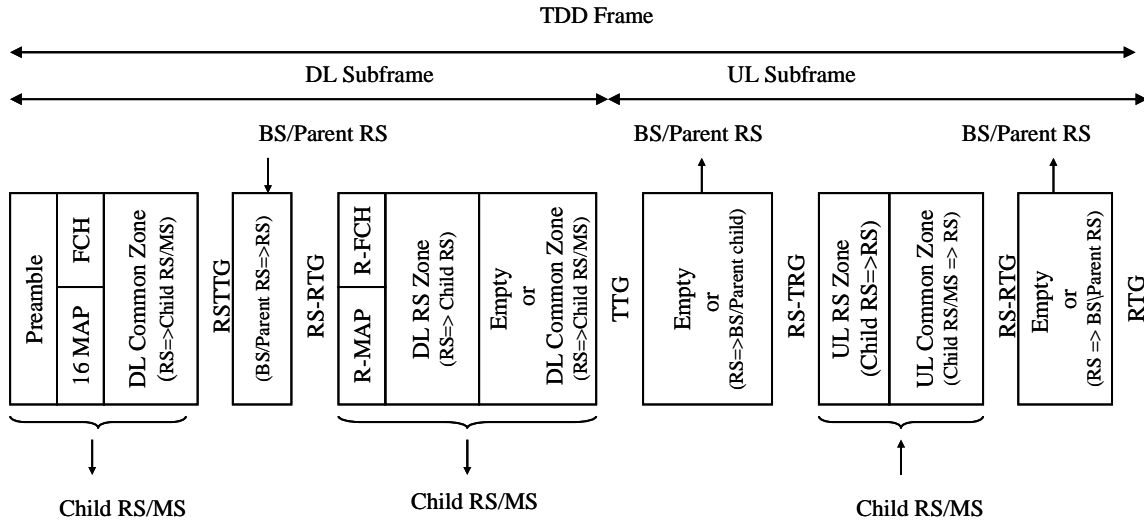 TDD Frame
DL Subframe
UL Subframe
BS/Parent RS
BS/Parent RS
BS/Parent RS
Preamble
FCH
16 MAP
DL Common Zone
(RS=>Child RS/MS)
RSTTG
(BS/Parent RS=>RS)
RS-RTG
R-FCH
R-MAP
DL RS Zone
(RS=> Child RS)
Empty
or
DL Common Zone
(RS=>Child RS/MS)
TTG
Empty
or
(RS=>BS/Parent child)
RS-TRG
UL RS Zone
(Child RS=>RS)
UL Common Zone
(Child RS/MS => RS)
RS-RTG
Empty
or
(RS => BS\Parent RS)
RTG
Child RS/MS
Child RS/MS
Child RS/MS